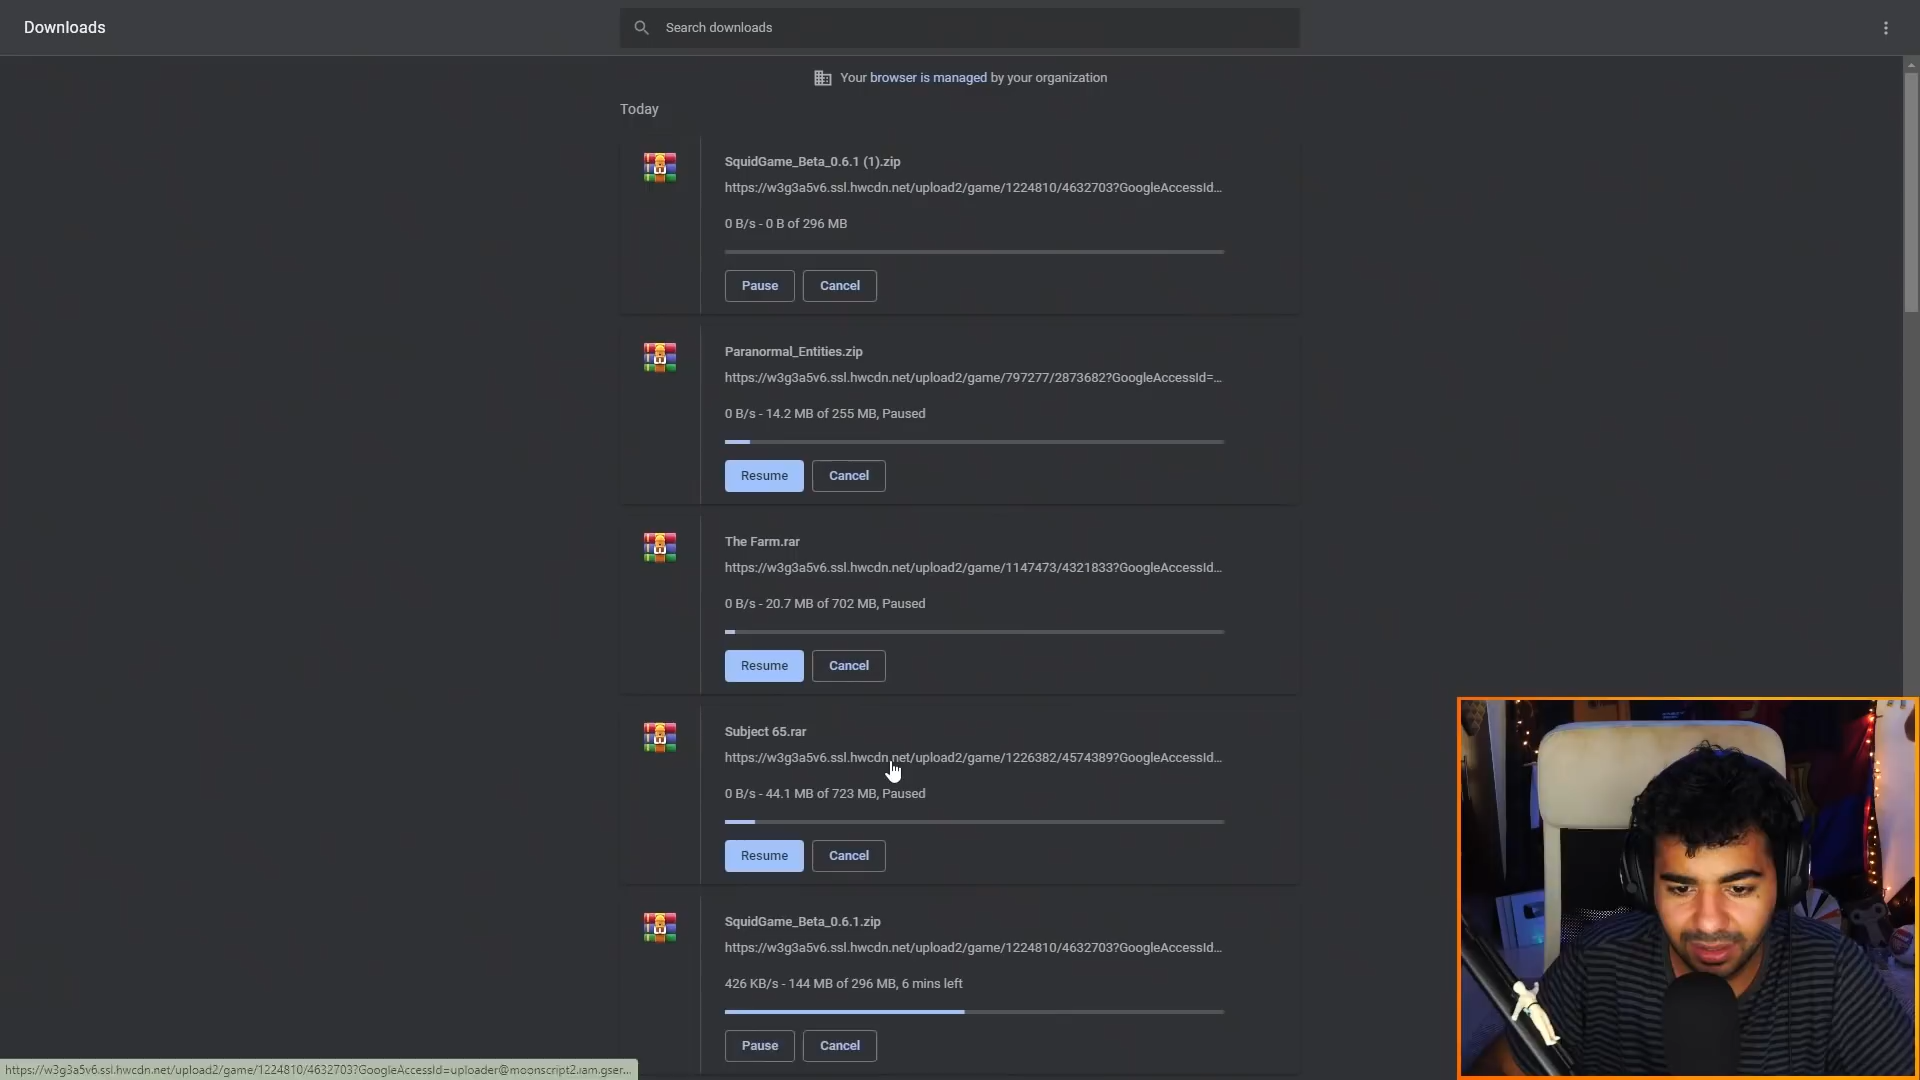 Downloads
Search downloads
Your browser is managed by your organization
Today
SquidGame_Beta_0.6.1 (1).zip
https://w3g3a5v6.ssl.hwcdn.net/upload2/game/1224810/4632703?GoogleAccessId...
0 B/s - 0 B of 296 MB
Pause Cancel
Paranormal_Entities.zip
https://w3g3a5v6.ssl.hwcdn.net/upload2/game/797277/2873682?GoogleAccessId=...
0 B/s - 14.2 MB of 255 MB, Paused
Resume Cancel
The Farm.rar
https://w3g3a5v6.ssl.hwcdn.net/upload2/game/1147473/4321833?GoogleAccessId...
0 B/s - 20.7 MB of 702 MB, Paused
Resume Cancel
Subject 65.rar
https://w3g3a5v6.ssl.hwcdn.net/upload2/game/1226382/4574389?GoogleAccessId...
0 B/s - 44.1 MB of 723 MB, Paused
Resume Cancel
SquidGame_Beta_0.6.1.zip
https://w3g3a5v6.ssl.hwcdn.net/upload2/game/1224810/4632703?GoogleAccessId...
426 KB/s - 144 MB of 296 MB, 6 mins left
Pause Cancel
https://w3g3a5v6.ssl.hwcdn.net/upload2/game/1224810/4632703?GoogleAccessId=uploader@moonscript2.iam.gser...